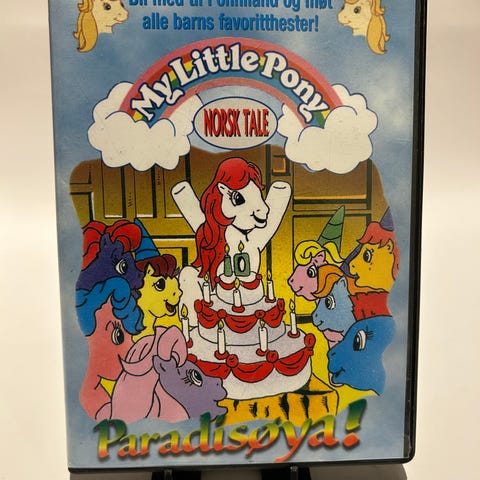 Bli med til Ponniland og møt
alle barns favoritthester!
My Little Pony
NORSK TALE
10
Paradisøya!